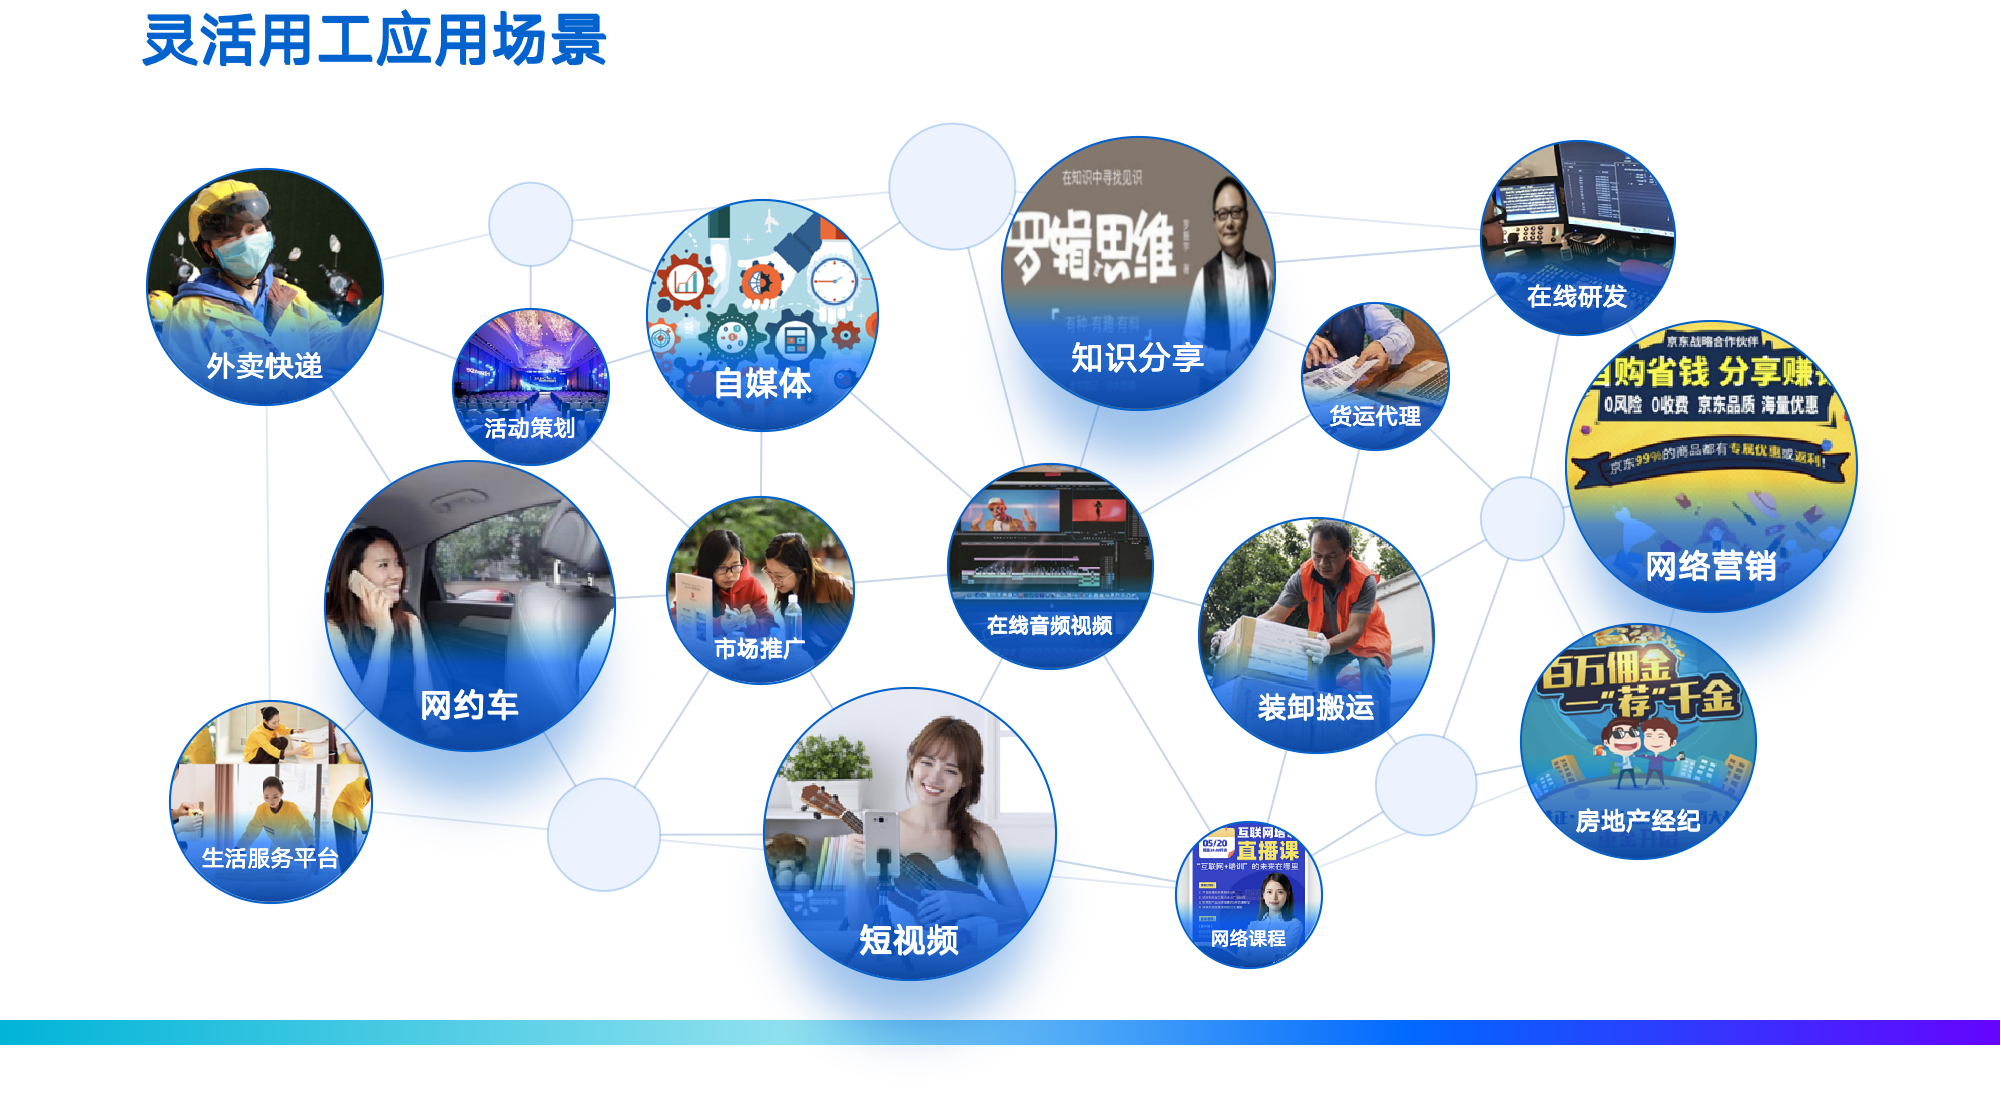 灵活用工应用场景
外卖快递
活动策划
自媒体
在知识中寻找见识
罗辑思维
有种·有趣·有料
知识分享
货运代理
在线研发
京东战略合作伙伴
自购省钱 分享赚钱
0风险 0收费 京东品质 海量优惠
京东99%的商品都有专属优惠或返利!
网络营销
网约车
市场推广
在线音频视频
装卸搬运
百万佣金
一“荐”千金
房地产经纪
生活服务平台
短视频
互联网培
05/20
直播课
“互联网+培训”的未来在哪里
网络课程